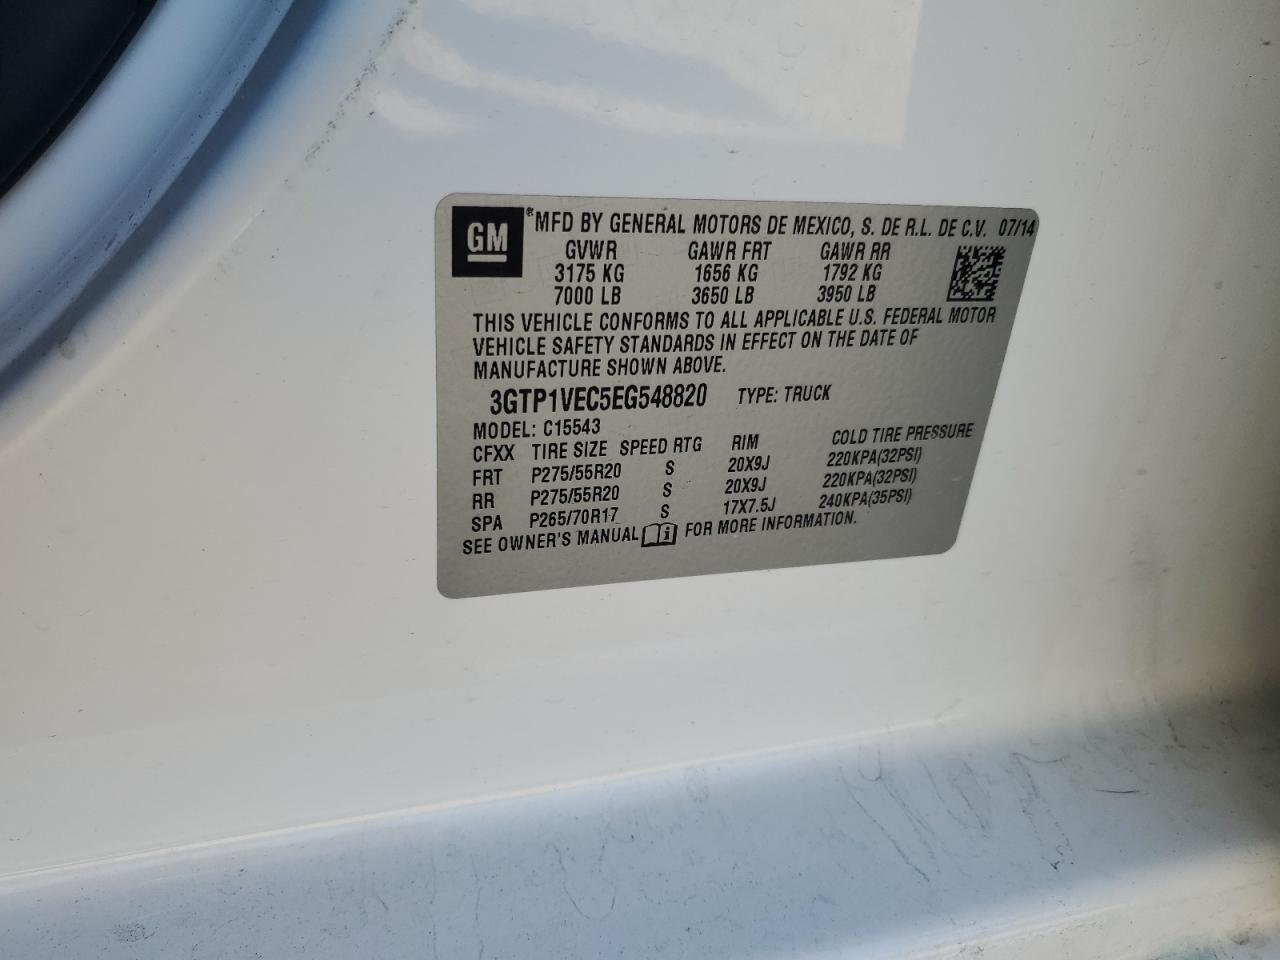 GM ® MFD BY GENERAL MOTORS DE MEXICO, S. DE R.L. DE C.V. 07/14
GVWR GAWR FRT GAWR RR
3175 KG 1656 KG 1792 KG
7000 LB 3650 LB 3950 LB
THIS VEHICLE CONFORMS TO ALL APPLICABLE U.S. FEDERAL MOTOR
VEHICLE SAFETY STANDARDS IN EFFECT ON THE DATE OF
MANUFACTURE SHOWN ABOVE.
3GTP1VEC5EG548820 TYPE: TRUCK
MODEL: C15543
CFXX TIRE SIZE SPEED RTG RIM COLD TIRE PRESSURE
FRT P275/55R20 S 20X9J 220KPA(32PSI)
RR P275/55R20 S 20X9J 220KPA(32PSI)
SPA P265/70R17 S 17X7.5J 240KPA(35PSI)
SEE OWNER'S MANUAL i FOR MORE INFORMATION.